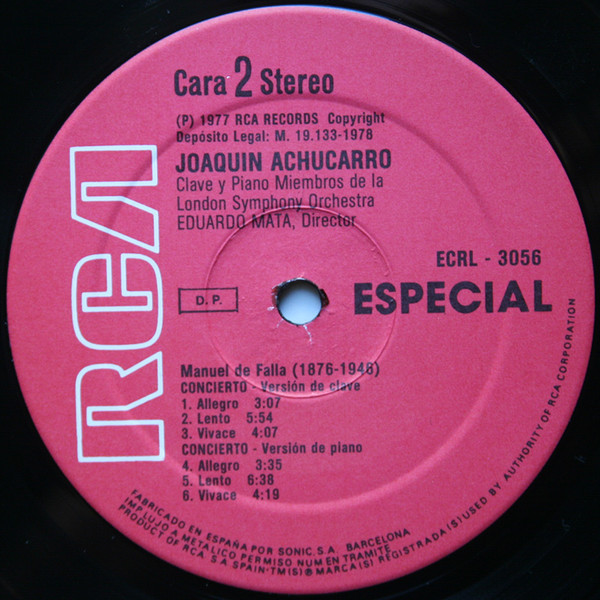 Cara 2 Stereo
(P) 1977 RCA RECORDS Copyright
Depósito Legal: M. 19.133-1978
JOAQUIN ACHUCARRO
Clave y Piano Miembros de la
London Symphony Orchestra
EDUARDO MATA, Director
RCA
ECRL - 3056
D. P.
ESPECIAL
Manuel de Falla (1876-1946)
CONCIERTO - Versión de clave
1. Allegro 3:07
2. Lento 5:54
3. Vivace 4:07
CONCIERTO - Versión de piano
4. Allegro 3:35
5. Lento 6:38
6. Vivace 4:19
FABRICADO EN ESPAÑA POR SONIC, S.A. BARCELONA
IMP. LUJO A METALICO PERMISO NUM EN TRAMITE
PRODUCT OF RCA. S.A SPAIN'TM(S)® MARCA(S) REGISTRADA(S) USED BY AUTHORITY OF RCA CORPORATION